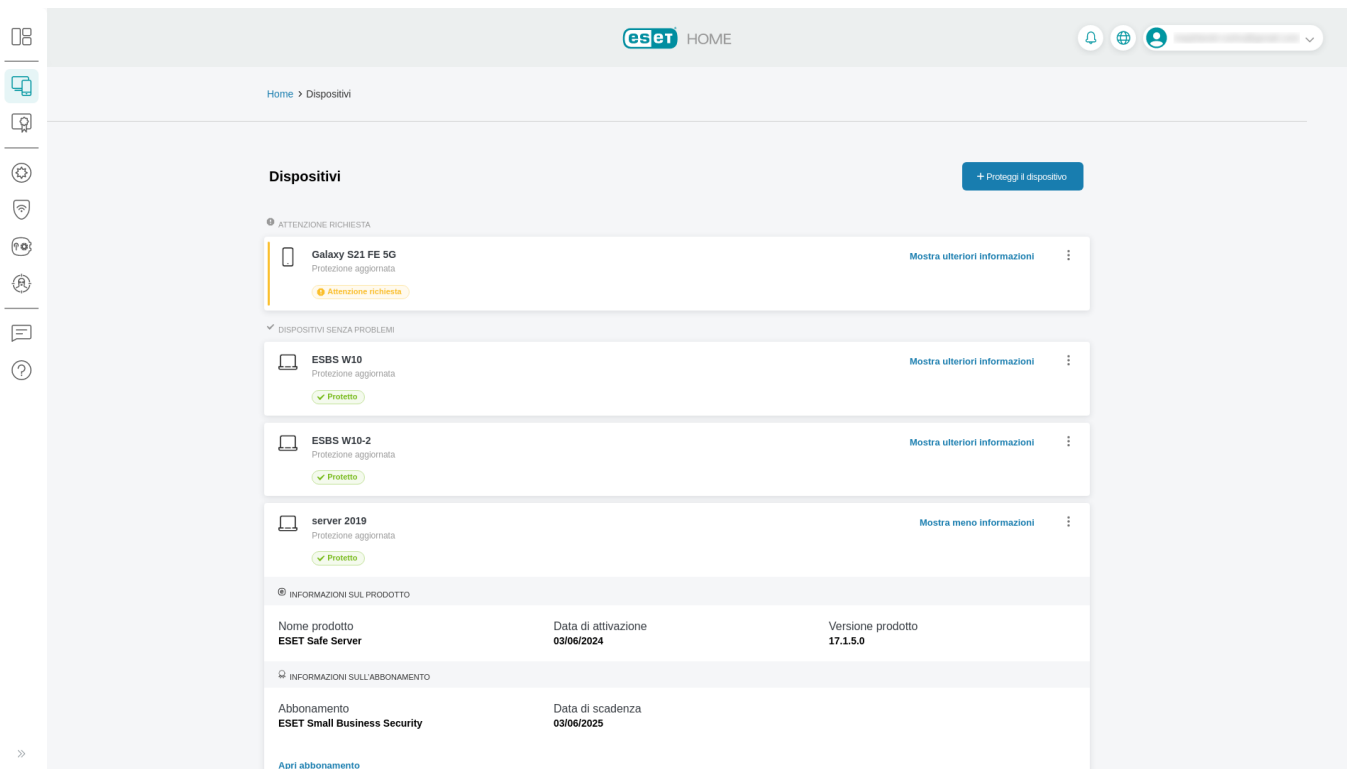 eset HOME
Home > Dispositivi
Dispositivi
+ Proteggi il dispositivo
ATTENZIONE RICHIESTA
Galaxy S21 FE 5G
Mostra ulteriori informazioni
Protezione aggiornata
Attenzione richiesta
DISPOSITIVI SENZA PROBLEMI
ESBS W10
Mostra ulteriori informazioni
Protezione aggiornata
Protetto
ESBS W10-2
Mostra ulteriori informazioni
Protezione aggiornata
Protetto
server 2019
Mostra meno informazioni
Protezione aggiornata
Protetto
INFORMAZIONI SUL PRODOTTO
Nome prodotto
ESET Safe Server
Data di attivazione
03/06/2024
Versione prodotto
17.1.5.0
INFORMAZIONI SULL'ABBONAMENTO
Abbonamento
ESET Small Business Security
Data di scadenza
03/06/2025
Apri abbonamento